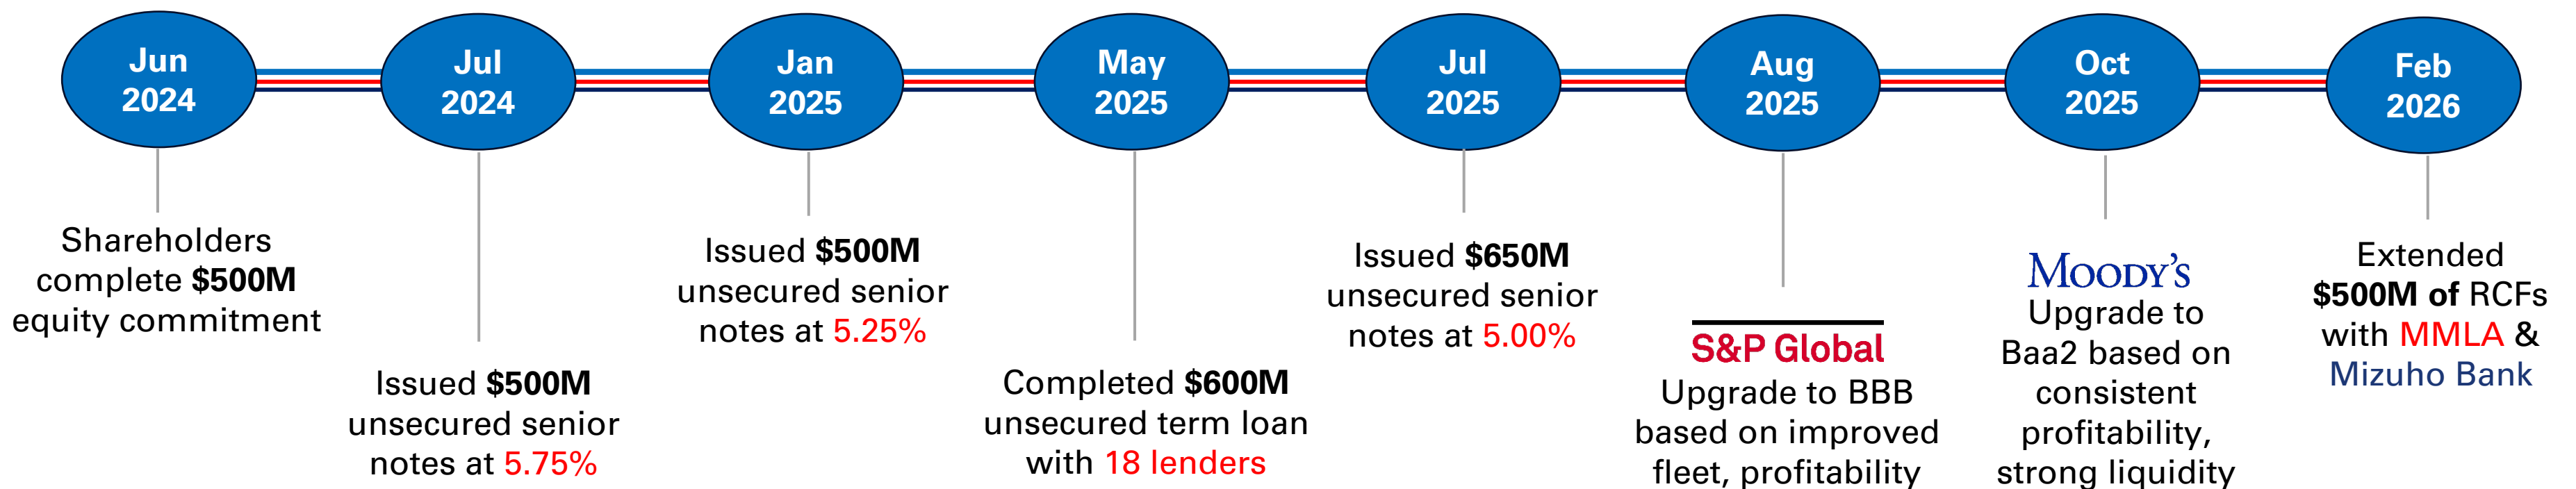 Jun
2024
Jul
2024
Jan
2025
May
2025
Jul
2025
Aug
2025
Oct
2025
Feb
2026
Shareholders
complete $500M
equity commitment
Issued $500M
unsecured senior
notes at 5.75%
Issued $500M
unsecured senior
notes at 5.25%
Completed $600M
unsecured term loan
with 18 lenders
Issued $650M
unsecured senior
notes at 5.00%
S&P Global
Upgrade to BBB
based on improved
fleet, profitability
MOODY'S
Upgrade to
Baa2 based on
consistent
profitability,
strong liquidity
Extended
$500M of RCFs
with MMLA &
Mizuho Bank